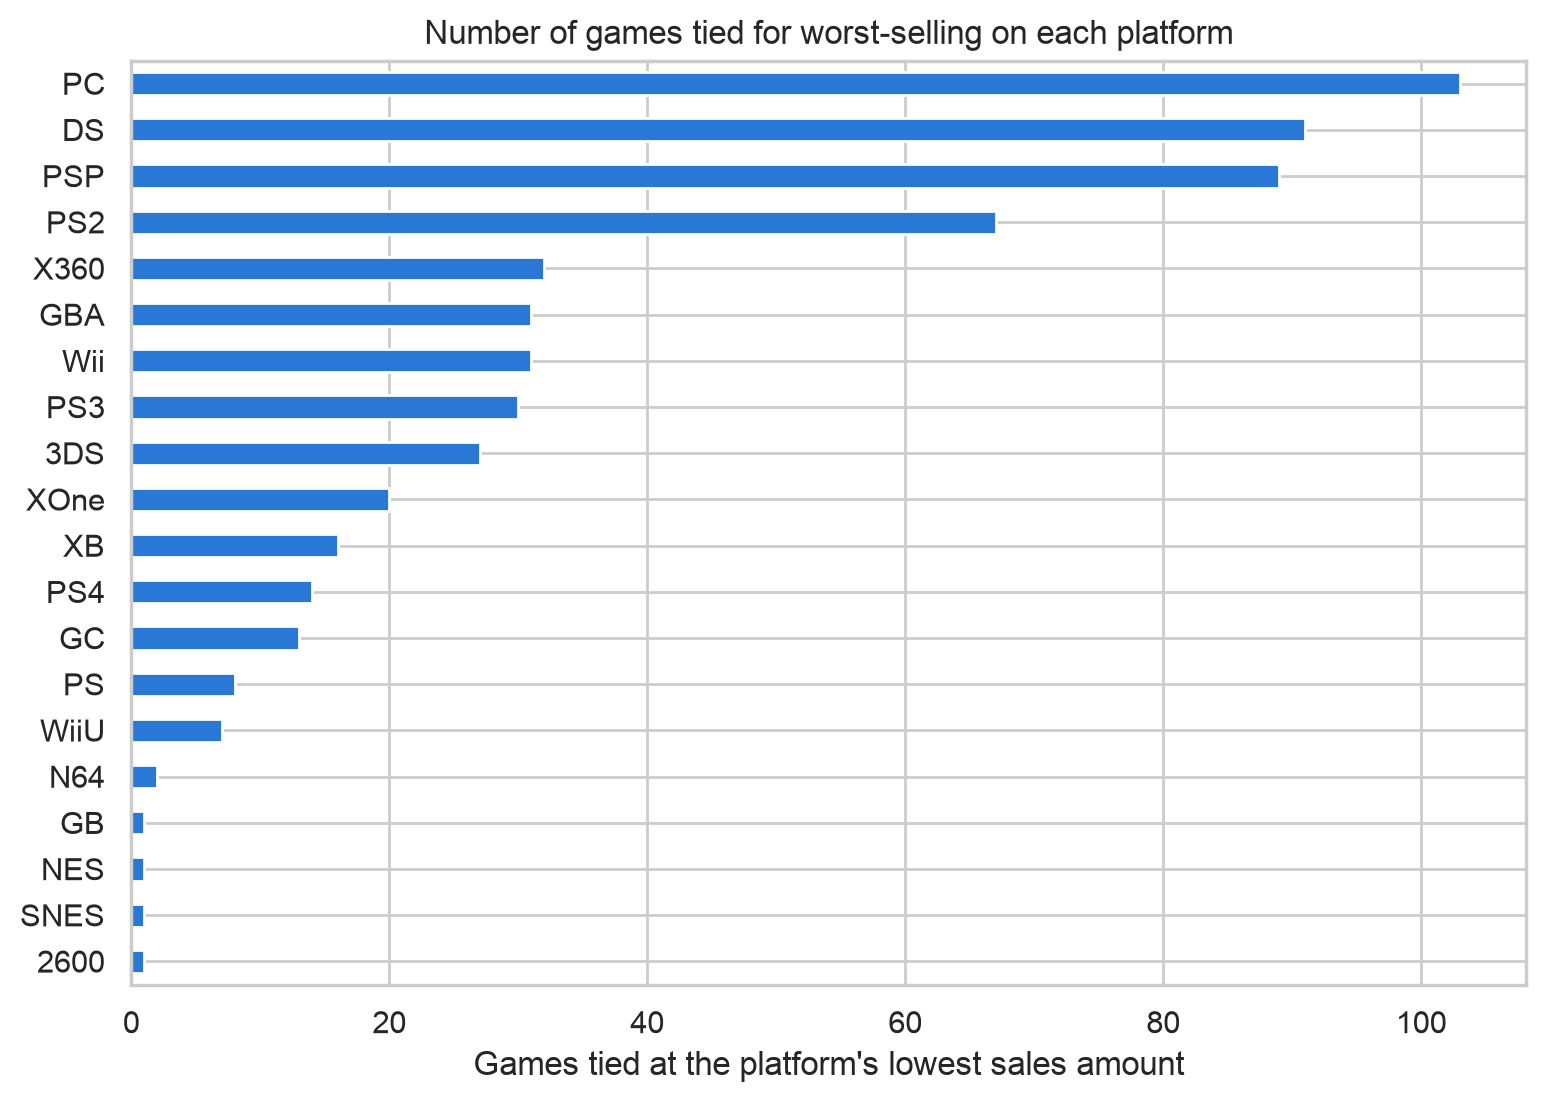 Number of games tied for worst-selling on each platform
PC
DS
PSP
PS2
X360
GBA
Wii
PS3
3DS
XOne
XB
PS4
GC
PS
WiiU
N64
GB
NES
SNES
2600
0 20 40 60 80 100
Games tied at the platform's lowest sales amount